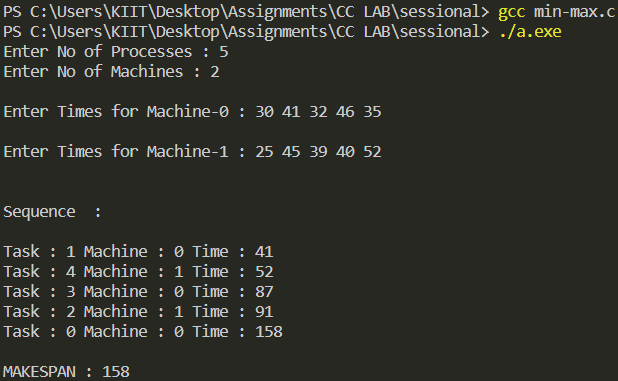 PS C:\Users\KIIT\Desktop\Assignments\CC LAB\sessional> gcc min-max.c
PS C:\Users\KIIT\Desktop\Assignments\CC LAB\sessional> ./a.exe
Enter No of Processes : 5
Enter No of Machines : 2
Enter Times for Machine-0 : 30 41 32 46 35
Enter Times for Machine-1 : 25 45 39 40 52
Sequence  :
Task : 1 Machine : 0 Time : 41
Task : 4 Machine : 1 Time : 52
Task : 3 Machine : 0 Time : 87
Task : 2 Machine : 1 Time : 91
Task : 0 Machine : 0 Time : 158
MAKESPAN : 158